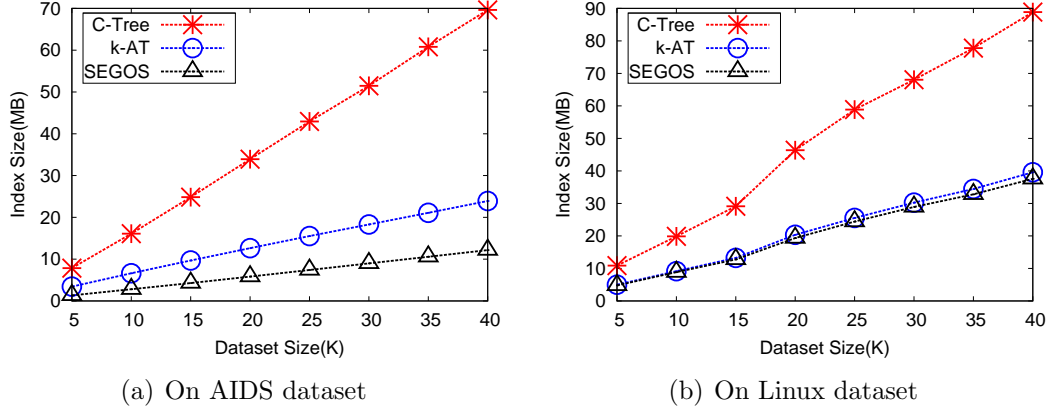 70
60
50
40
30
20
10
0
Index Size(MB)
C-Tree
k-AT
SEGOS
5 10 15 20 25 30 35 40
Dataset Size(K)
(a) On AIDS dataset
90
80
70
60
50
40
30
20
10
0
Index Size(MB)
C-Tree
k-AT
SEGOS
5 10 15 20 25 30 35 40
Dataset Size(K)
(b) On Linux dataset